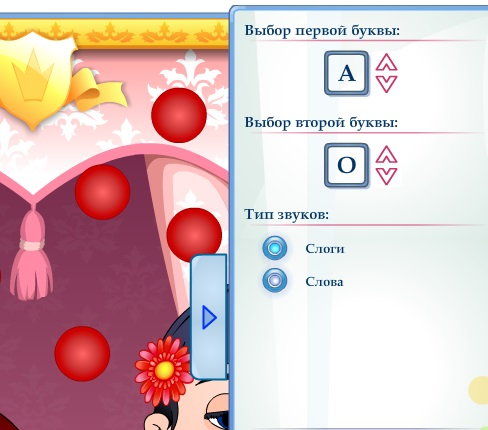 Выбор первой буквы:
А
Выбор второй буквы:
О
Тип звуков:
Слоги
Слова